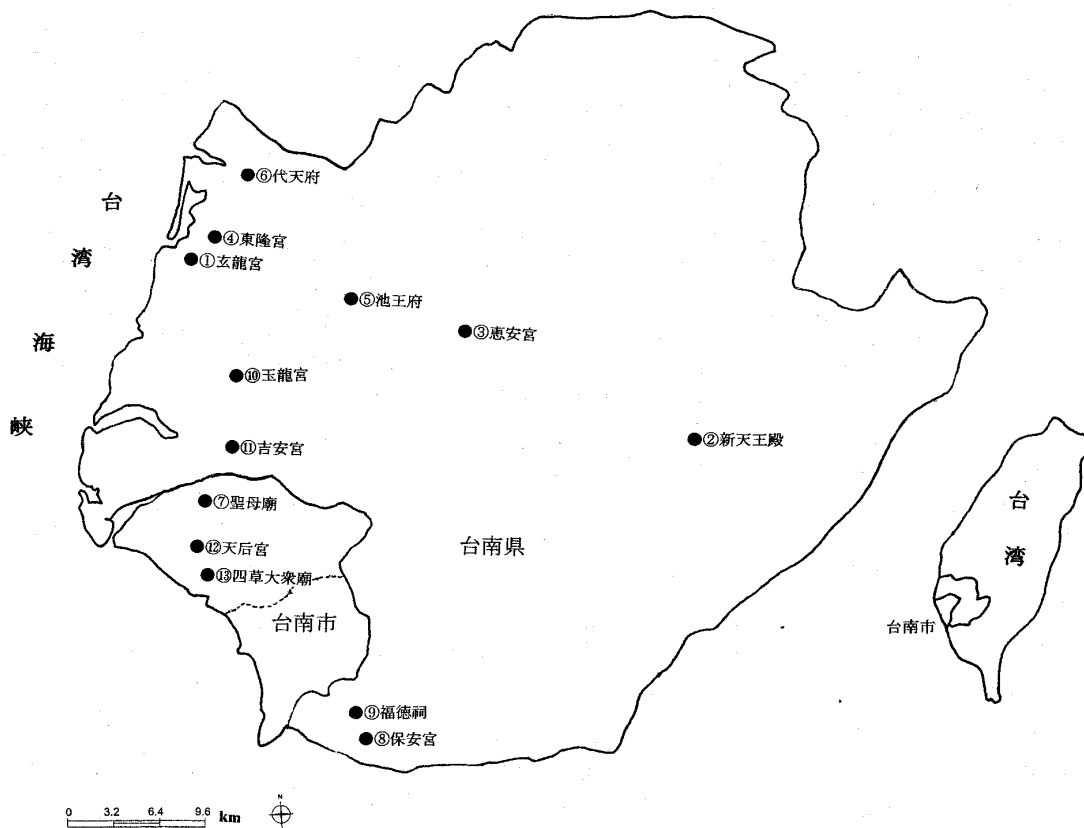 台湾海峡
⑥代天府
④東隆宮
①玄龍宮
⑤池王府
③恵安宮
⑩玉龍宮
②新天王殿
⑪吉安宮
⑦聖母廟
⑫天后宮
台南県
⑬四草大衆廟
台南市
⑨福徳祠
⑧保安宮
台湾
台南市
0 3.2 6.4 9.6 km
N